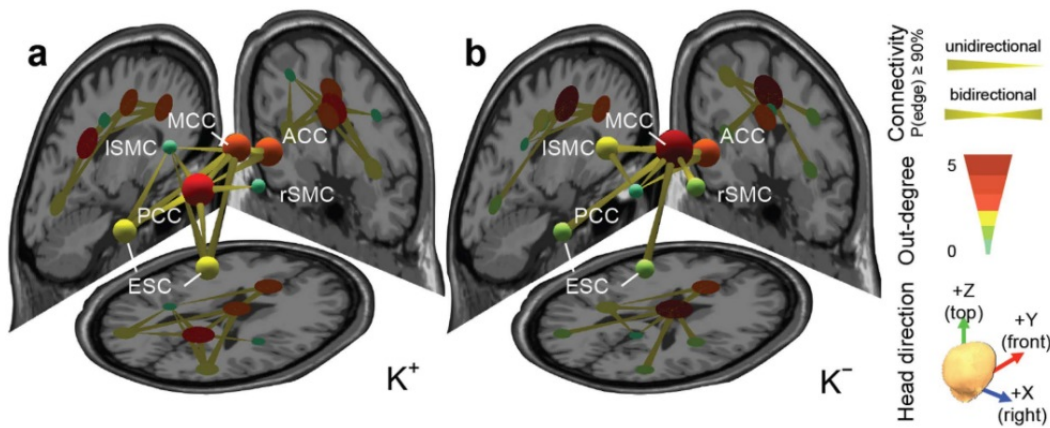 a
MCC
ACC
lSMC
rSMC
PCC
ESC
K⁺
b
MCC
ACC
lSMC
rSMC
PCC
ESC
K⁻
Connectivity
P(edge) ≥ 90%
unidirectional
bidirectional
Out-degree
5
0
Head direction
+Z
(top)
+Y
(front)
+X
(right)